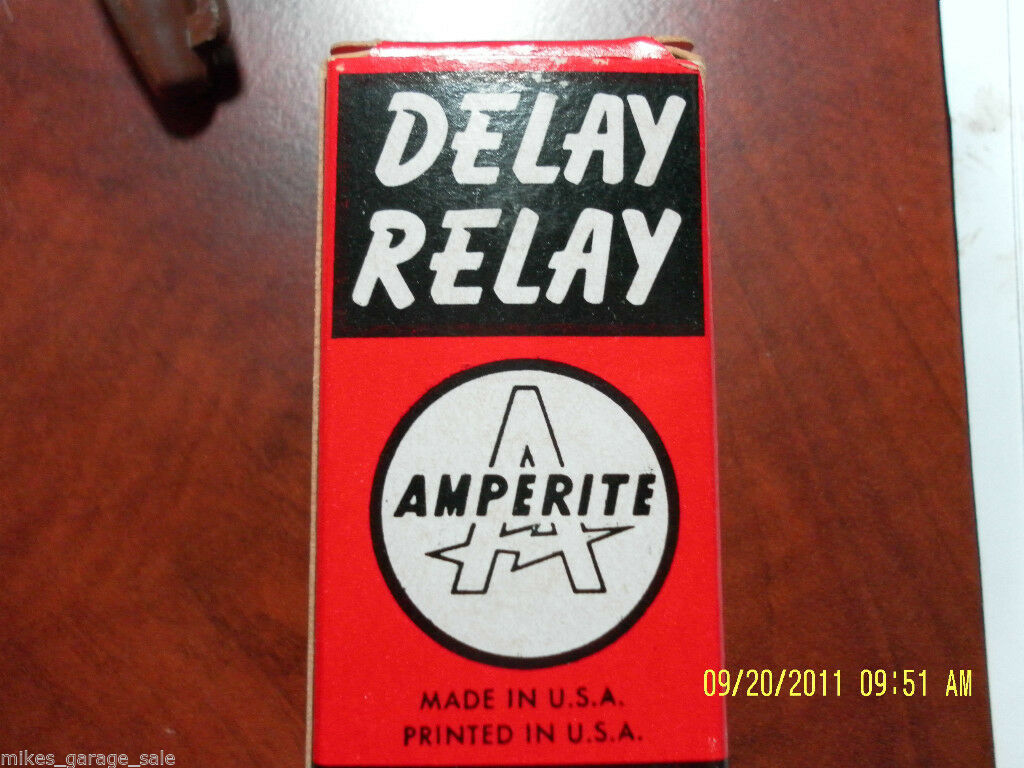 DELAY
RELAY
AMPERITE
MADE IN U.S.A.
PRINTED IN U.S.A.
09/20/2011 09:51 AM
mikes_garage_sale